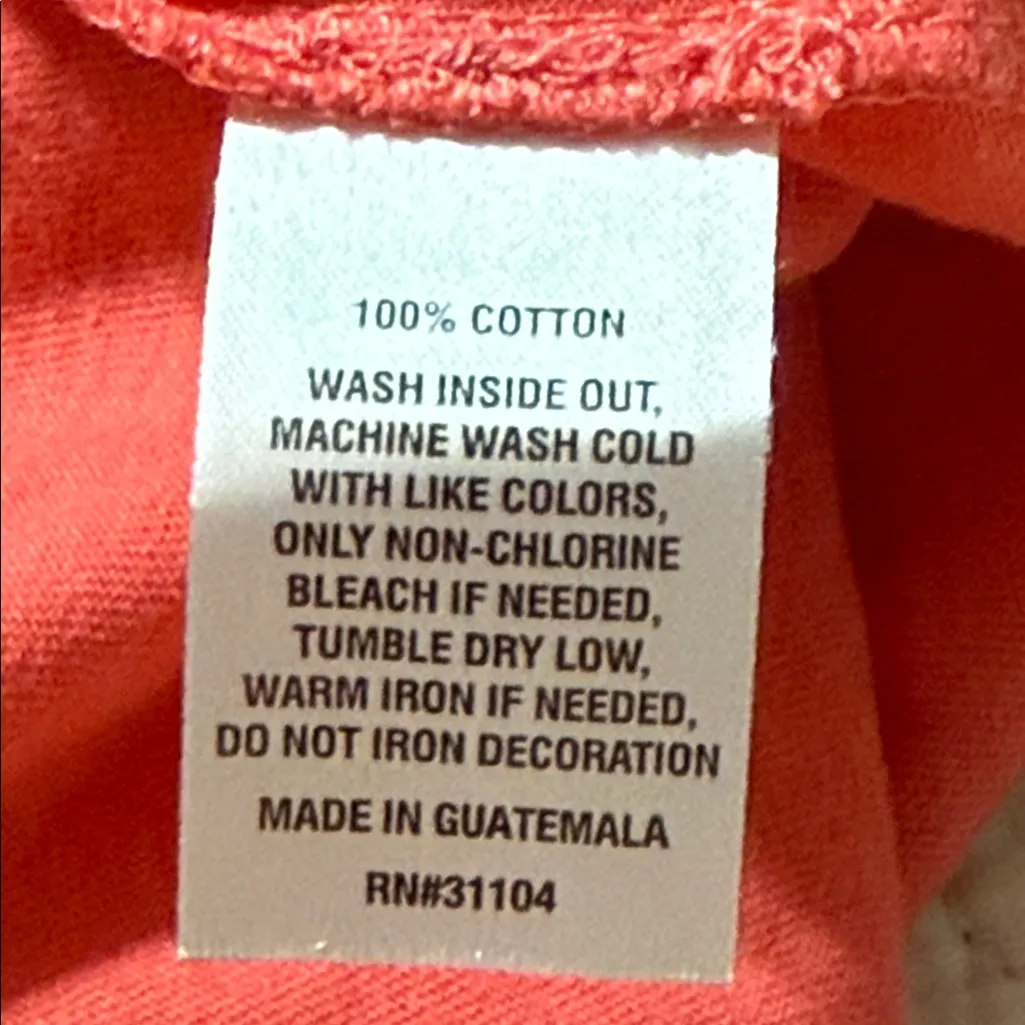 100% COTTON
WASH INSIDE OUT,
MACHINE WASH COLD
WITH LIKE COLORS,
ONLY NON-CHLORINE
BLEACH IF NEEDED,
TUMBLE DRY LOW,
WARM IRON IF NEEDED,
DO NOT IRON DECORATION
MADE IN GUATEMALA
RN#31104